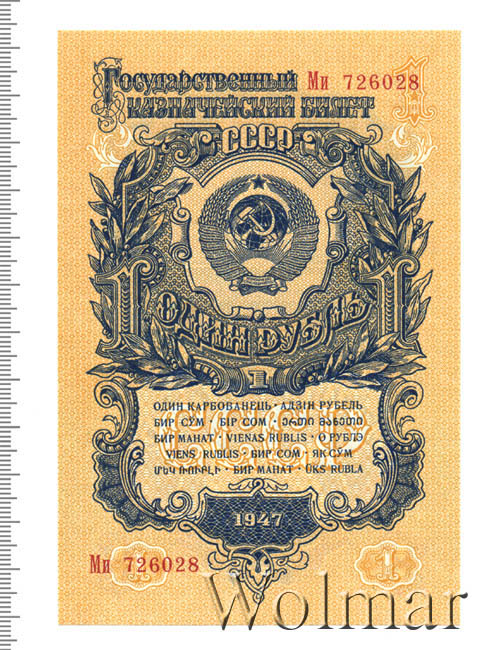 Государственный Ми 726028
казначейский билет
СССР
1 1
ОДИН РУБЛЬ
1
ОДИН КАРБОВАНЕЦЬ · АДЗІН РУБЕЛЬ
БИР СЎМ · БІР СОМ · ᲔᲠᲗᲘ ᲛᲐᲜᲔᲗᲘ
БИР МАНАТ · VIENAS RUBLIS · О РУБЛЭ
VIENS RUBLIS · БИР СОМ · ЯК СУМ
ՄԵԿ ՌՈՒԲԼԻ · БИР МАНАТ · ÜKS RUBLA
1947
Ми 726028
1
Wolmar